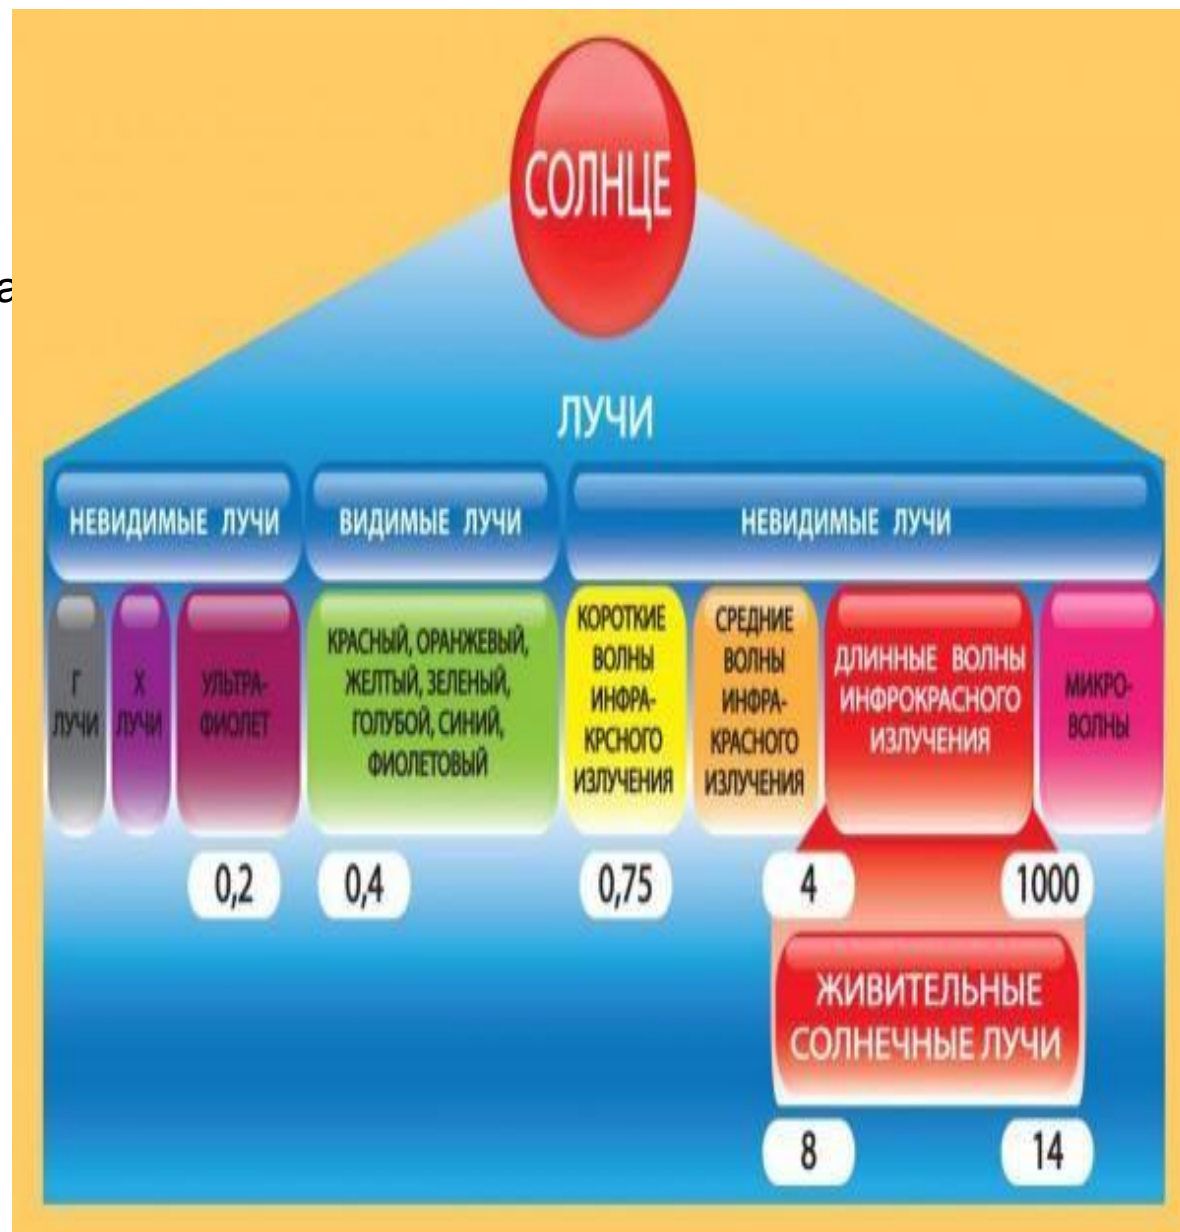 СОЛНЦЕ
а
ЛУЧИ
НЕВИДИМЫЕ ЛУЧИ
ВИДИМЫЕ ЛУЧИ
НЕВИДИМЫЕ ЛУЧИ
Г
ЛУЧИ
Х
ЛУЧИ
УЛЬТРА-
ФИОЛЕТ
КРАСНЫЙ, ОРАНЖЕВЫЙ,
ЖЕЛТЫЙ, ЗЕЛЕНЫЙ,
ГОЛУБОЙ, СИНИЙ,
ФИОЛЕТОВЫЙ
КОРОТКИЕ
ВОЛНЫ
ИНФРА-
КРСНОГО
ИЗЛУЧЕНИЯ
СРЕДНИЕ
ВОЛНЫ
ИНФРА-
КРАСНОГО
ИЗЛУЧЕНИЯ
ДЛИННЫЕ ВОЛНЫ
ИНФРОКРАСНОГО
ИЗЛУЧЕНИЯ
МИКРО-
ВОЛНЫ
0,2
0,4
0,75
4
1000
ЖИВИТЕЛЬНЫЕ
СОЛНЕЧНЫЕ ЛУЧИ
8
14